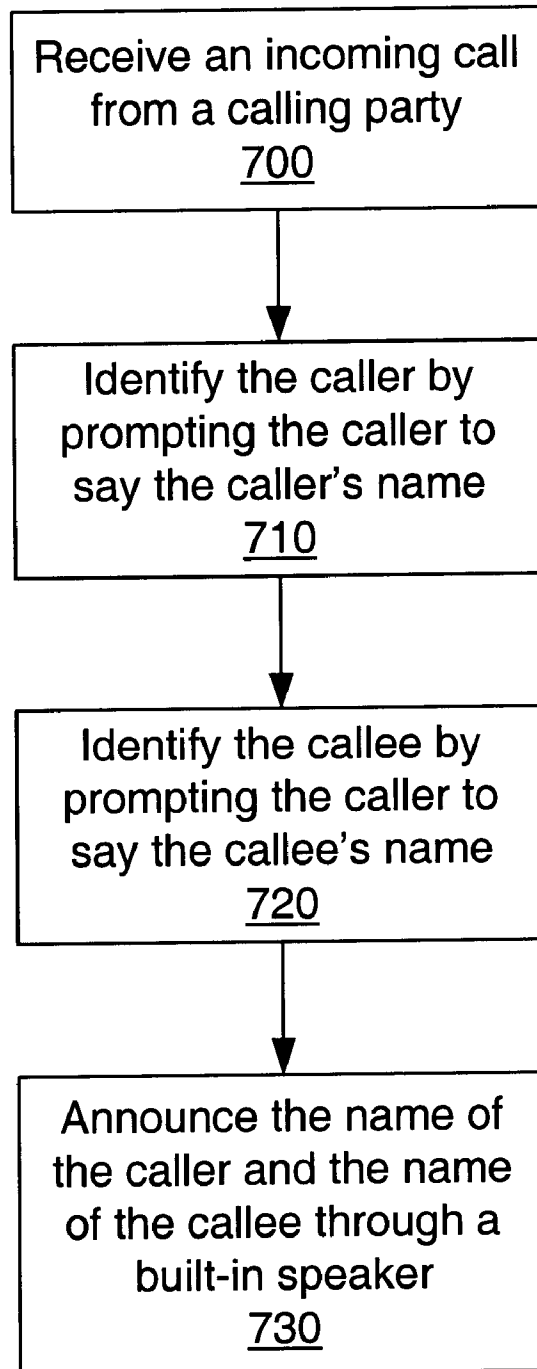 Receive an incoming call
from a calling party
700
Identify the caller by
prompting the caller to
say the caller's name
710
Identify the callee by
prompting the caller to
say the callee's name
720
Announce the name of
the caller and the name
of the callee through a
built-in speaker
730